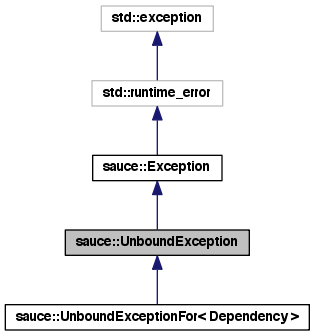 std::exception
std::runtime_error
sauce::Exception
sauce::UnboundException
sauce::UnboundExceptionFor< Dependency >